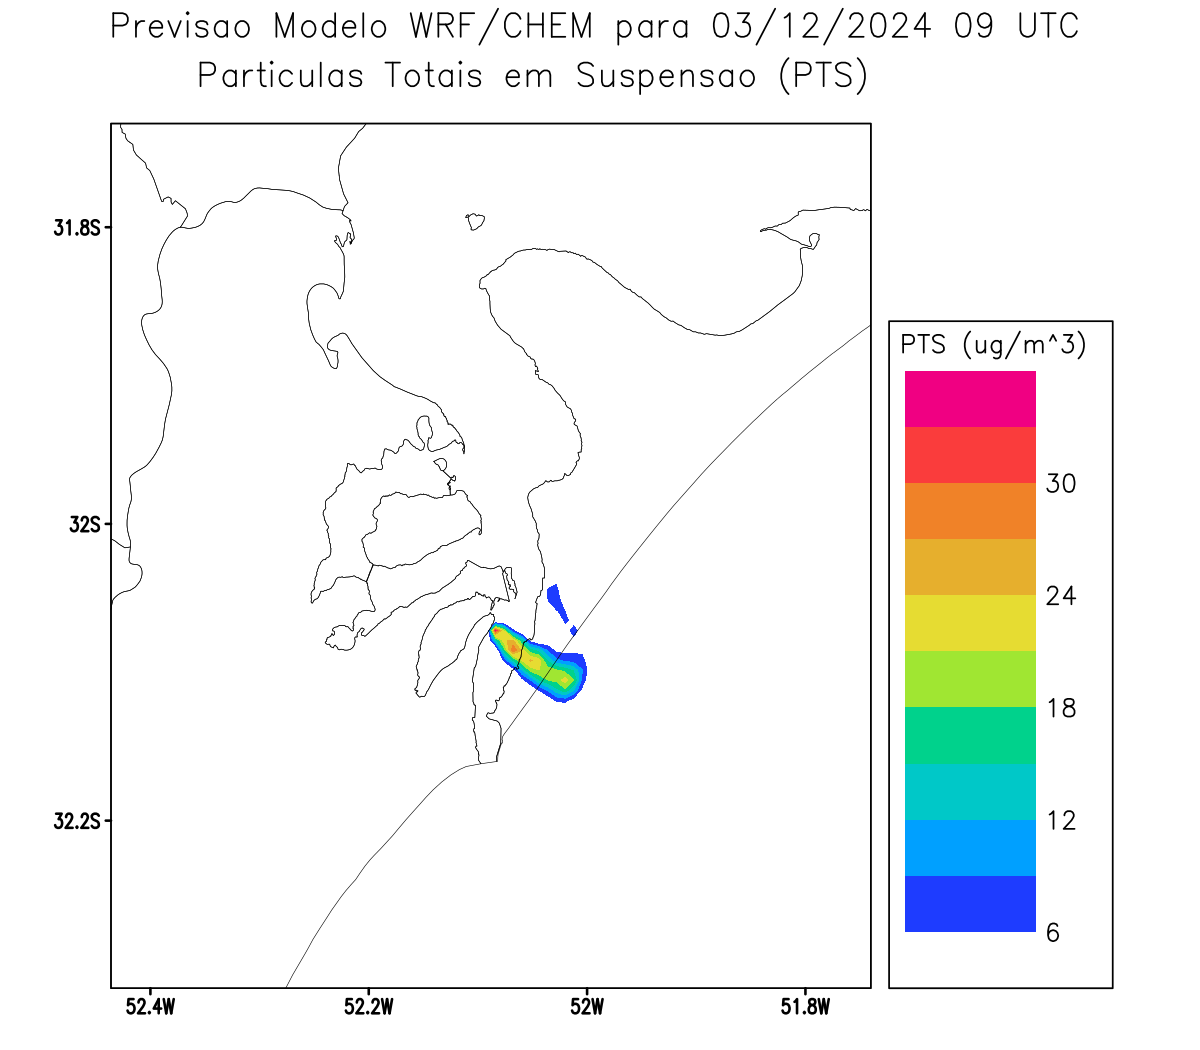 Previsao Modelo WRF/CHEM para 03/12/2024 09 UTC
Particulas Totais em Suspensao (PTS)
31.8S
32S
32.2S
52.4W
52.2W
52W
51.8W
PTS (ug/m^3)
30
24
18
12
6